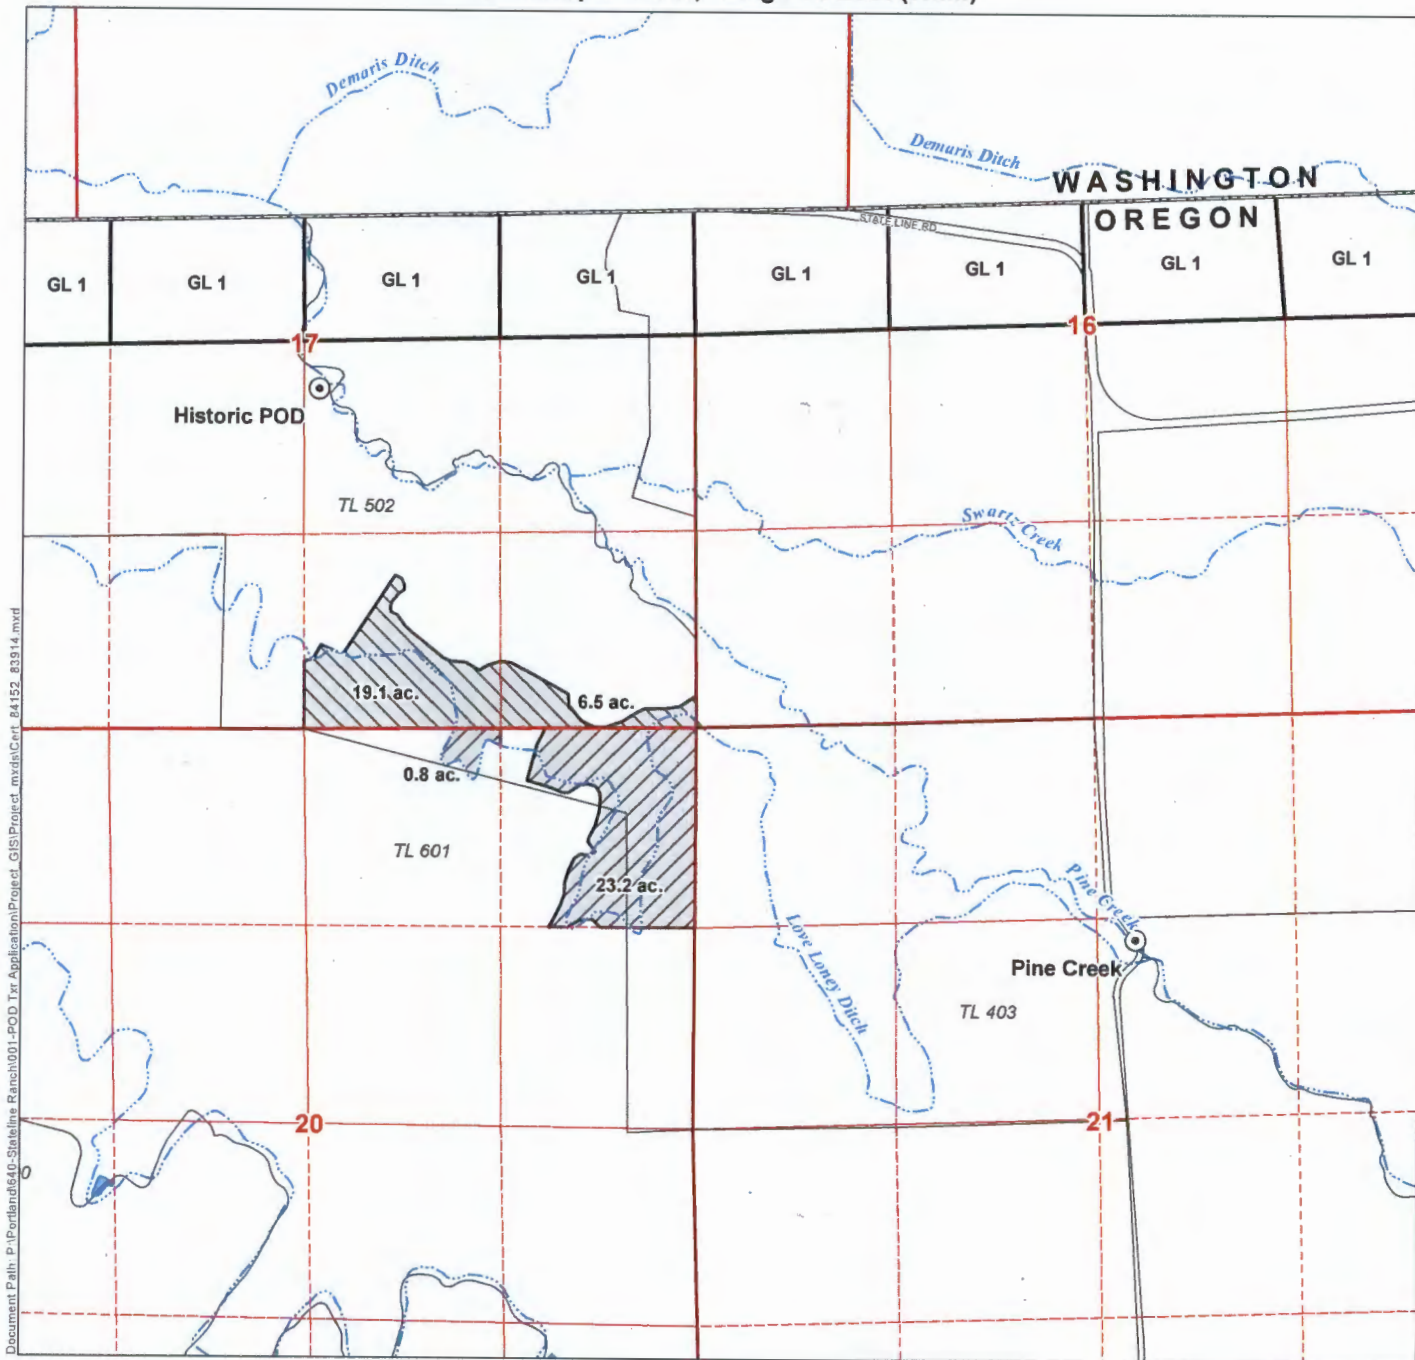 Demaris Ditch
Demaris Ditch
WASHINGTON
OREGON
STATE LINE RD
GL 1
GL 1
GL 1
GL 1
GL 1
GL 1
GL 1
GL 1
17
16
Historic POD
TL 502
Swartz Creek
19.1 ac.
6.5 ac.
0.8 ac.
TL 601
23.2 ac.
Pine Creek
Love Loney Ditch
Pine Creek
TL 403
20
21
0
Document Path: P:\Portland\640-Stateline Ranch\001-POD Txr Application\Project_GIS\Project_mxds\Cert_84152_83914.mxd